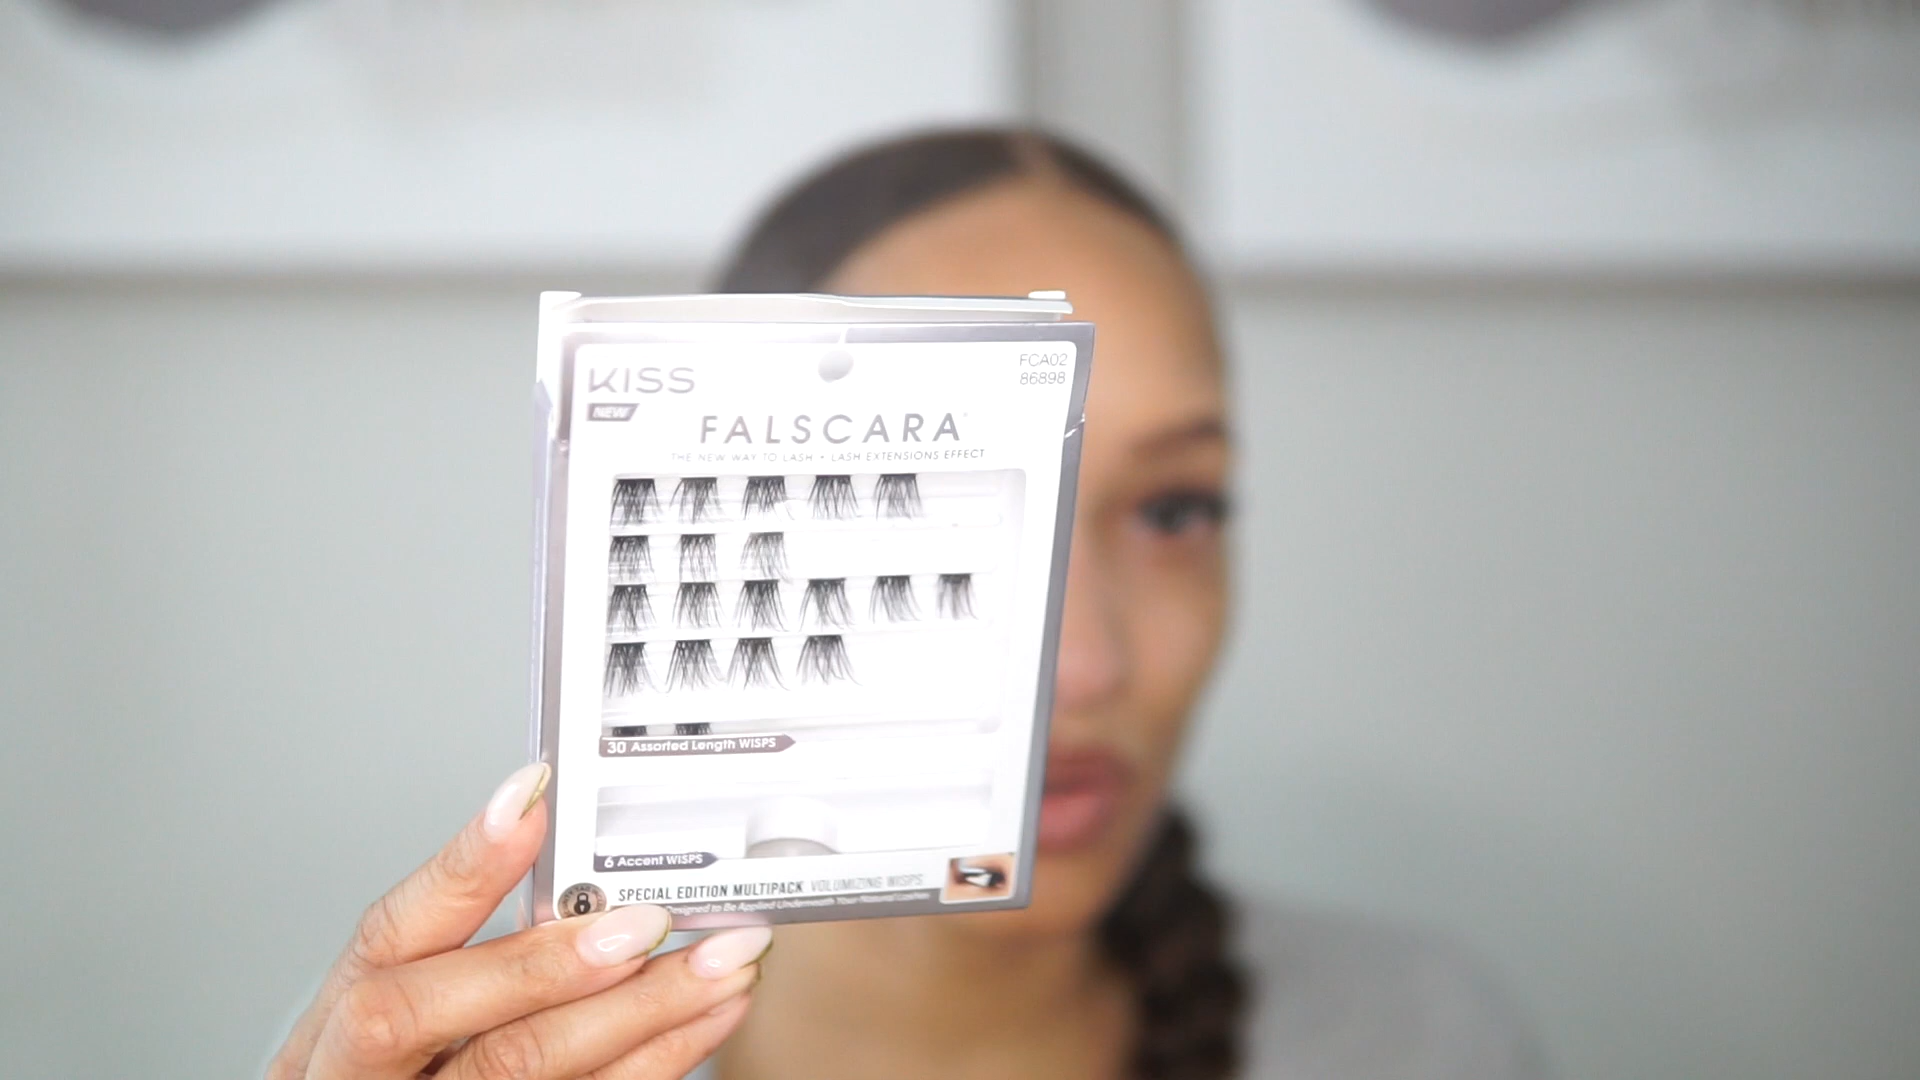 KISS
FCA02
86898
NEW
FALSCARA
THE NEW WAY TO LASH • LASH EXTENSIONS EFFECT
30 Assorted Length WISPS
6 Accent WISPS
SPECIAL EDITION MULTIPACK VOLUMIZING WISPS
Designed to Be Applied Underneath Your Natural Lashes